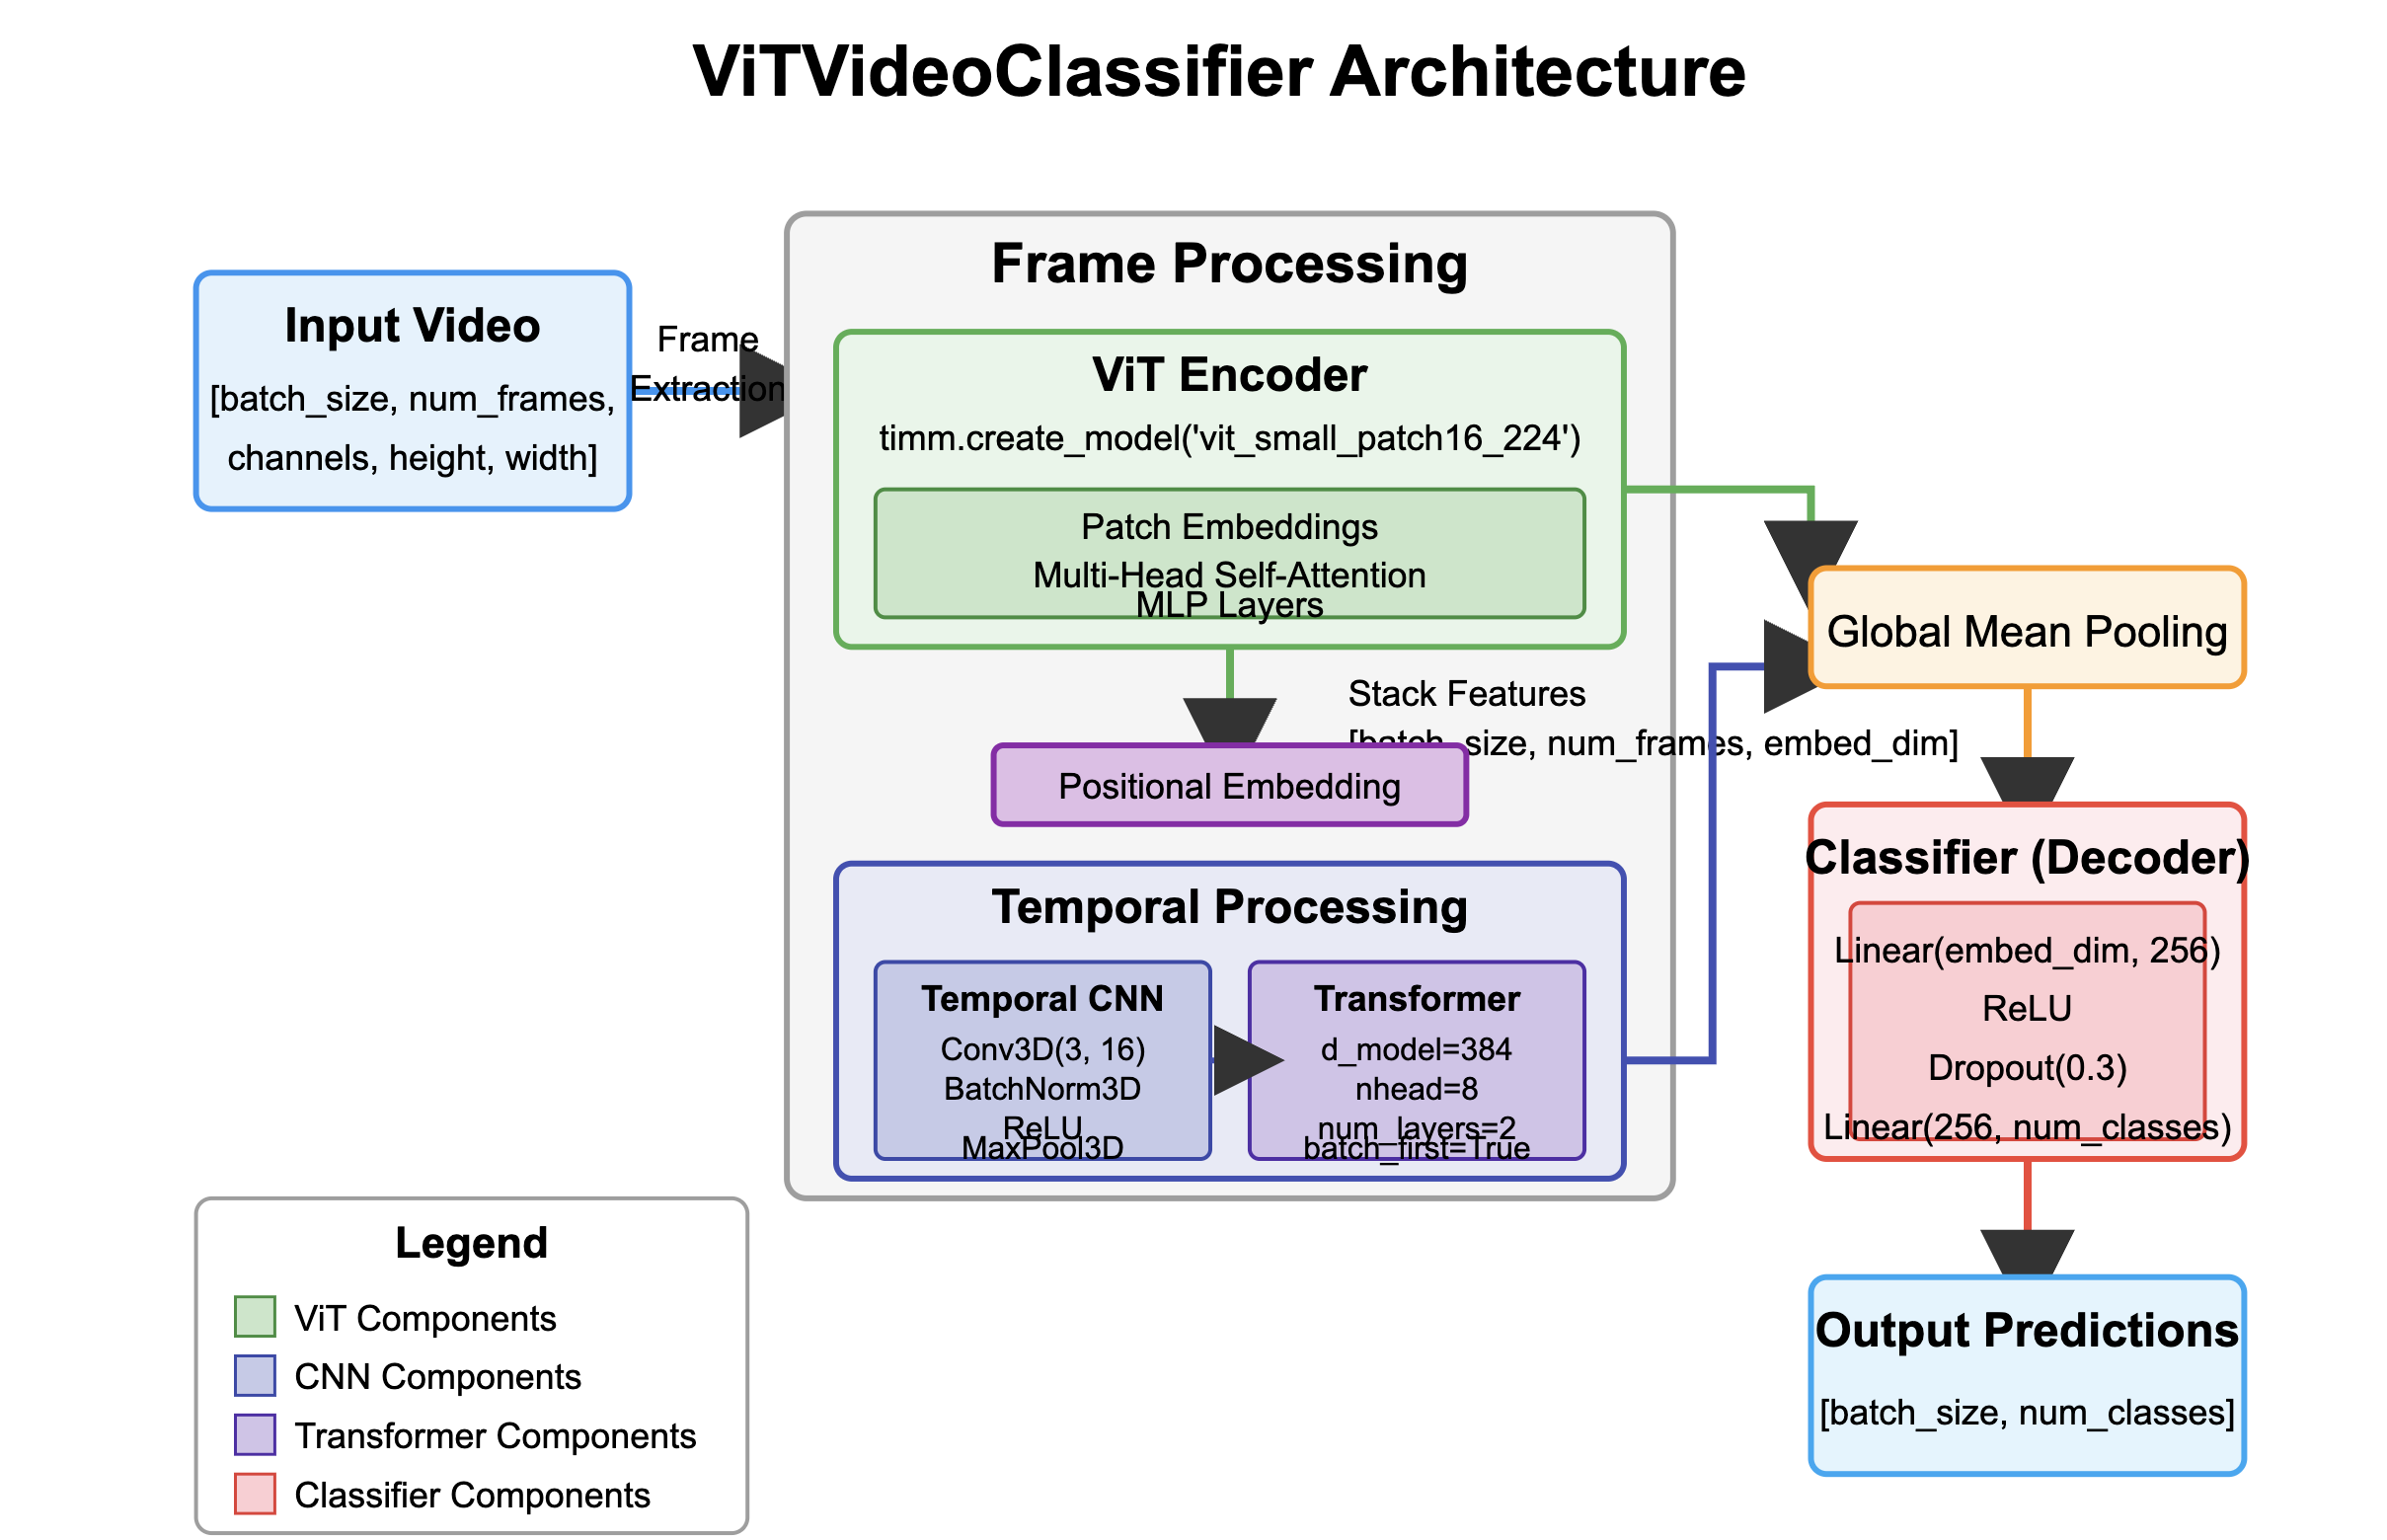 ViTVideoClassifier Architecture
Input Video
[batch_size, num_frames,
channels, height, width]
Frame
Extraction
Frame Processing
ViT Encoder
timm.create_model('vit_small_patch16_224')
Patch Embeddings
Multi-Head Self-Attention
MLP Layers
Stack Features
[batch_size, num_frames, embed_dim]
Positional Embedding
Temporal Processing
Temporal CNN
Conv3D(3, 16)
BatchNorm3D
ReLU
MaxPool3D
Transformer
d_model=384
nhead=8
num_layers=2
batch_first=True
Global Mean Pooling
Classifier (Decoder)
Linear(embed_dim, 256)
ReLU
Dropout(0.3)
Linear(256, num_classes)
Output Predictions
[batch_size, num_classes]
Legend
ViT Components
CNN Components
Transformer Components
Classifier Components